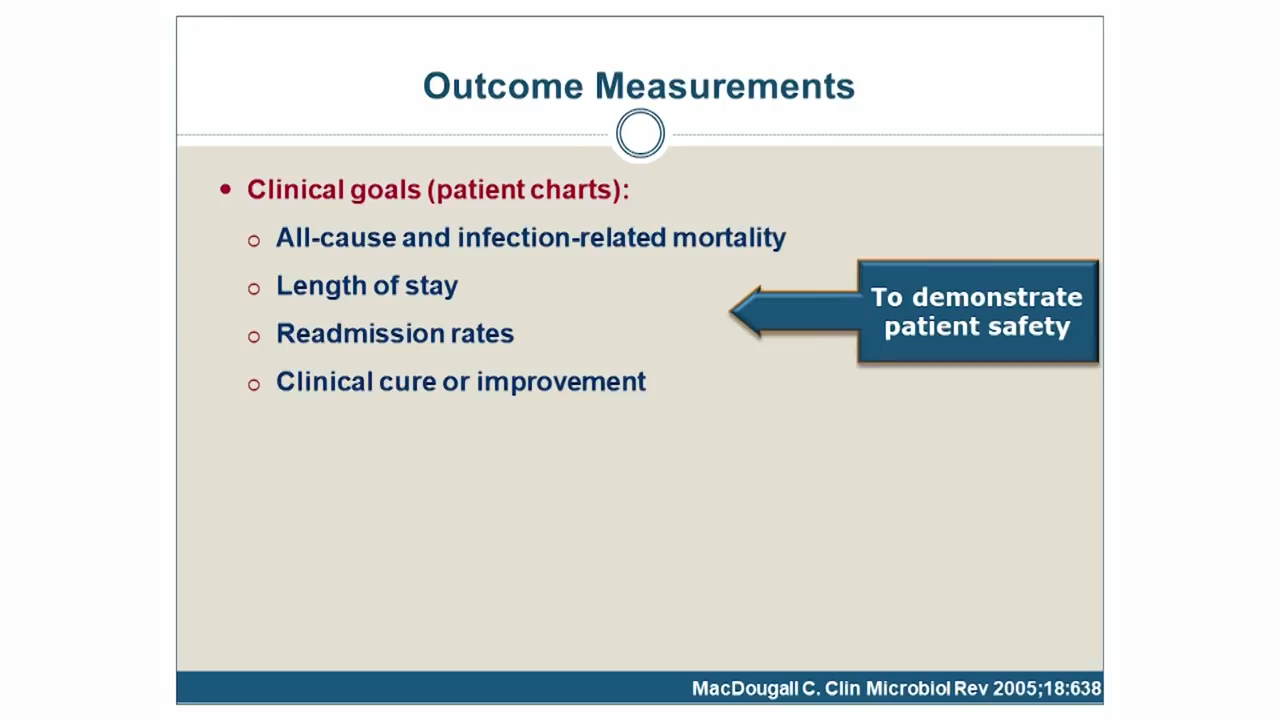 Outcome Measurements
Clinical goals (patient charts):
All-cause and infection-related mortality
Length of stay
Readmission rates
Clinical cure or improvement
To demonstrate
patient safety
MacDougall C. Clin Microbiol Rev 2005;18:638